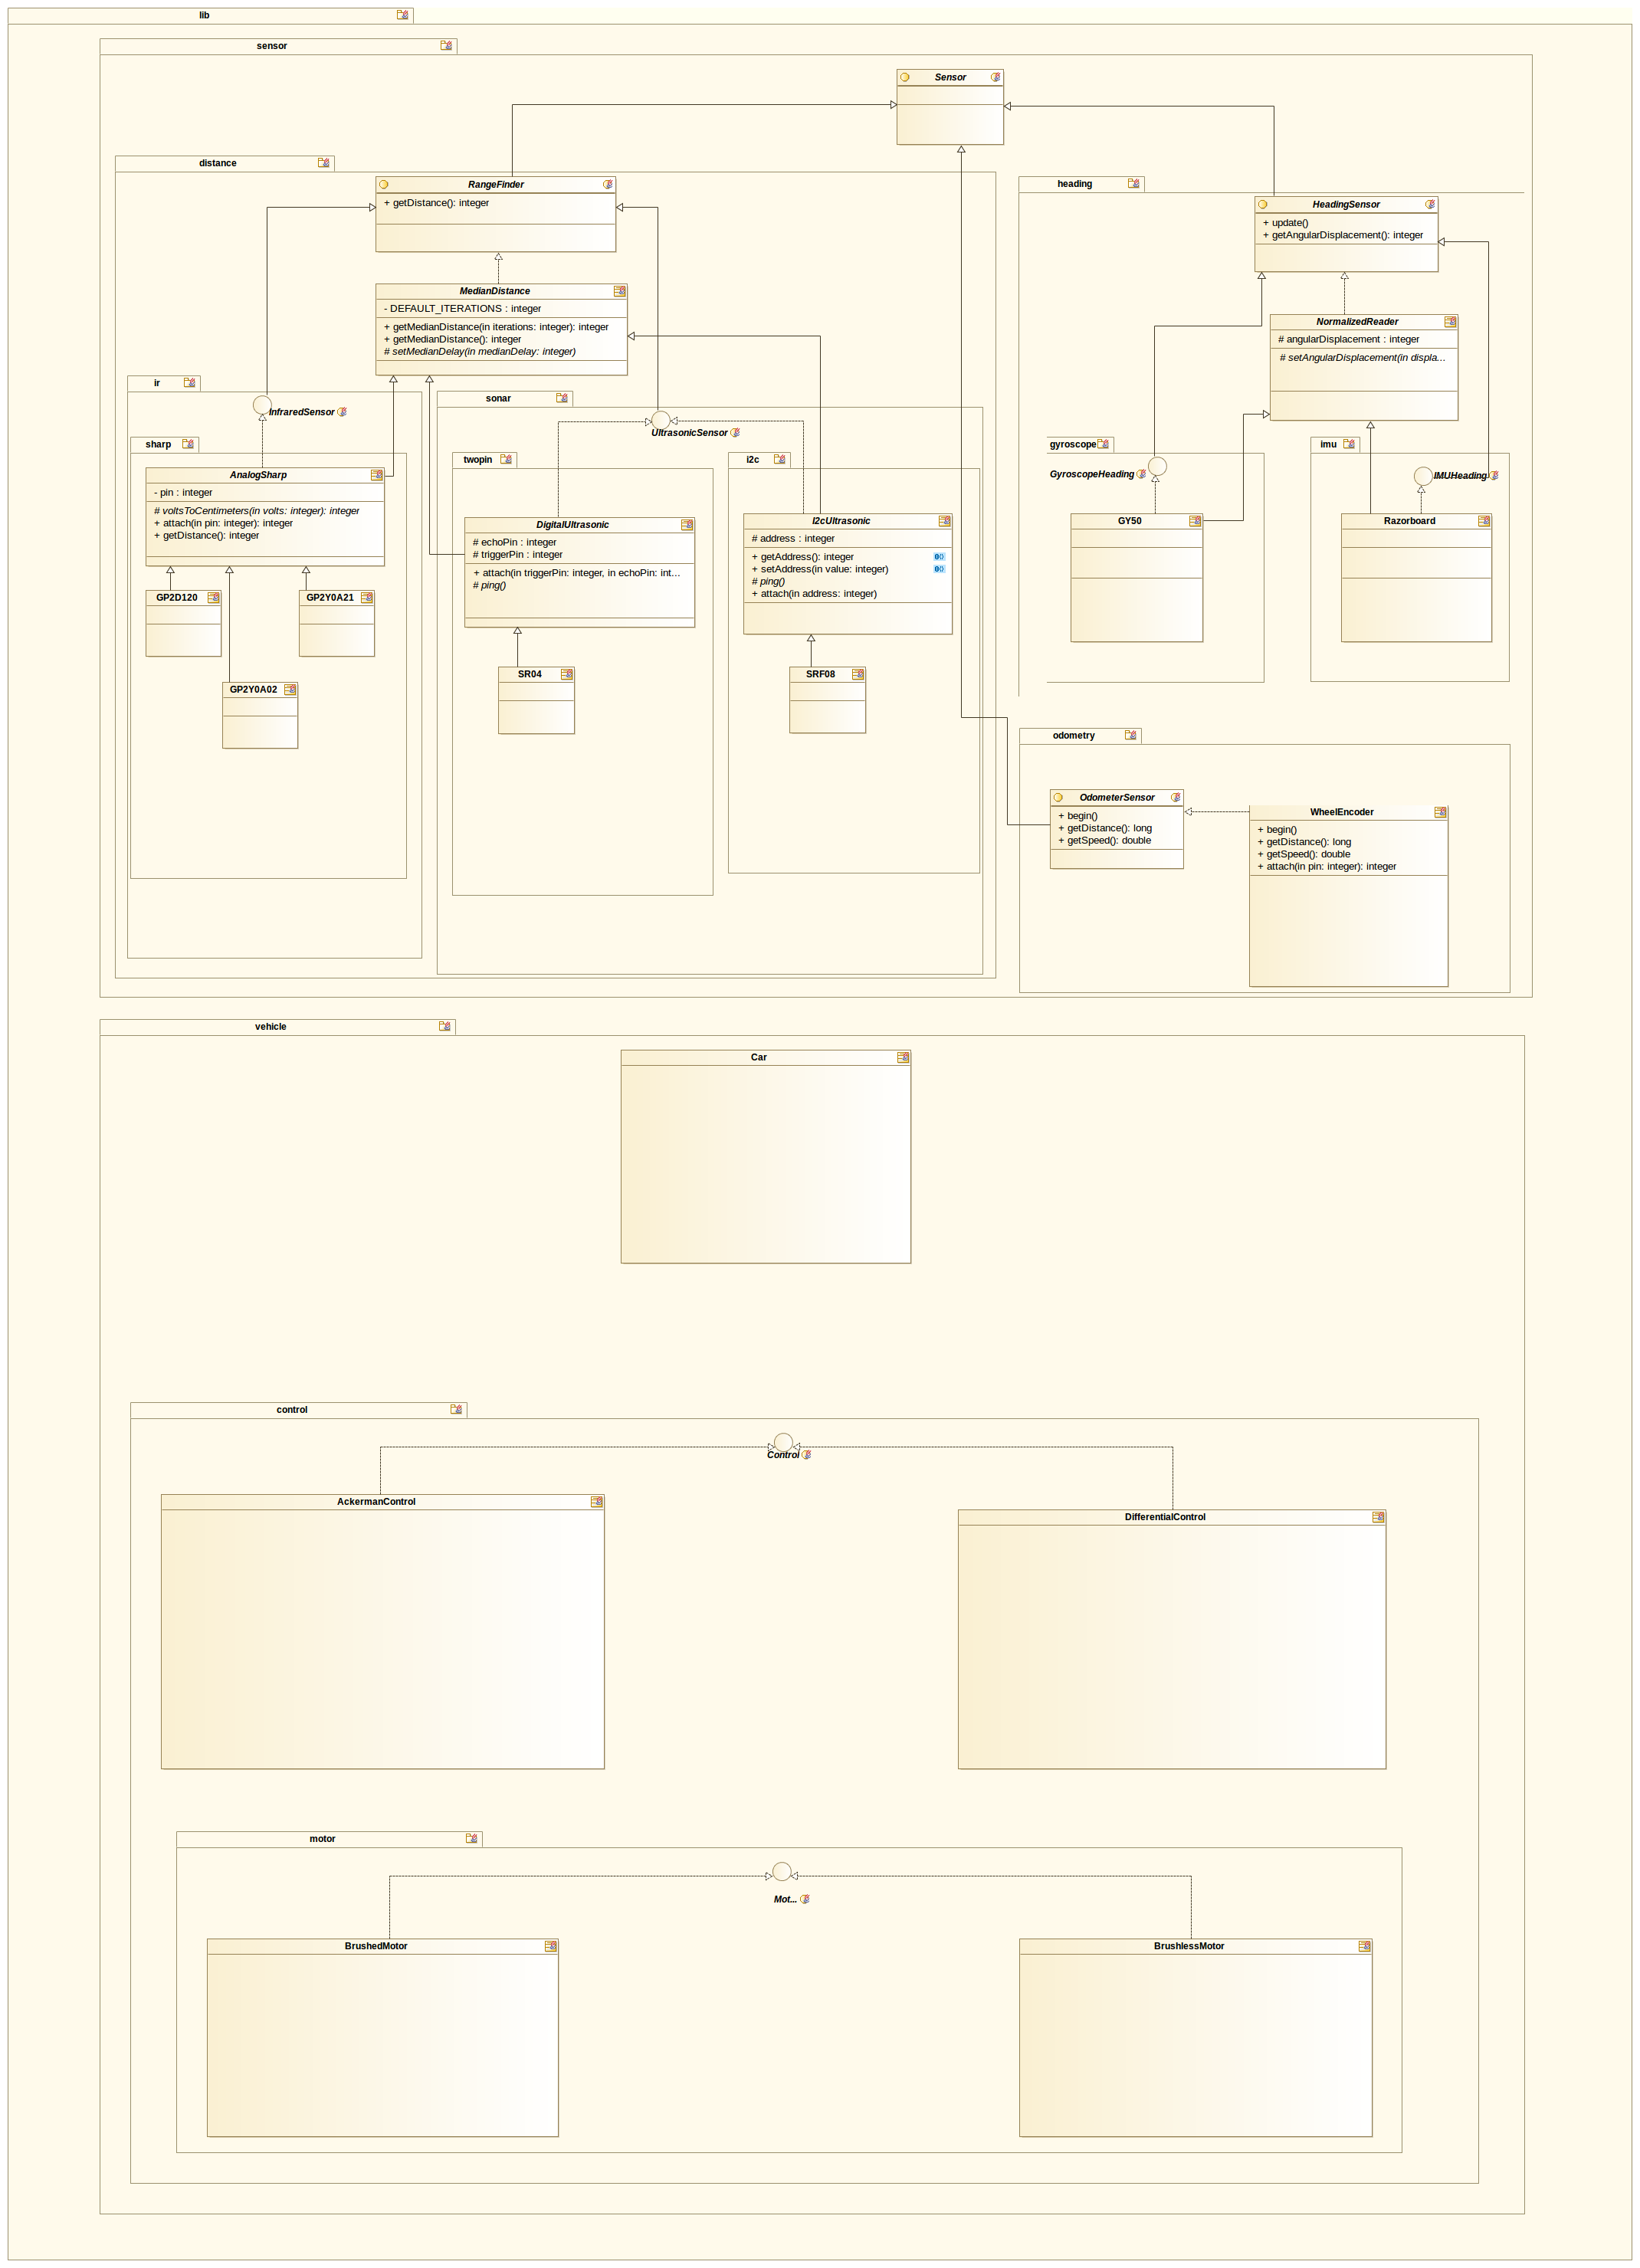 lib
sensor
Sensor
distance
RangeFinder
+ getDistance(): integer
heading
HeadingSensor
+ update()
+ getAngularDisplacement(): integer
MedianDistance
- DEFAULT_ITERATIONS : integer
+ getMedianDistance(in iterations: integer): integer
+ getMedianDistance(): integer
# setMedianDelay(in medianDelay: integer)
NormalizedReader
# angularDisplacement : integer
# setAngularDisplacement(in displa...
ir
InfraredSensor
sharp
AnalogSharp
- pin : integer
# voltsToCentimeters(in volts: integer): integer
+ attach(in pin: integer): integer
+ getDistance(): integer
GP2D120
GP2Y0A21
GP2Y0A02
sonar
UltrasonicSensor
twopin
DigitalUltrasonic
# echoPin : integer
# triggerPin : integer
+ attach(in triggerPin: integer, in echoPin: int...
# ping()
SR04
i2c
I2cUltrasonic
# address : integer
+ getAddress(): integer
+ setAddress(in value: integer)
# ping()
+ attach(in address: integer)
SRF08
gyroscope
GyroscopeHeading
GY50
imu
IMUHeading
Razorboard
odometry
OdometerSensor
+ begin()
+ getDistance(): long
+ getSpeed(): double
WheelEncoder
+ begin()
+ getDistance(): long
+ getSpeed(): double
+ attach(in pin: integer): integer
vehicle
Car
control
Control
AckermanControl
DifferentialControl
motor
Mot...
BrushedMotor
BrushlessMotor